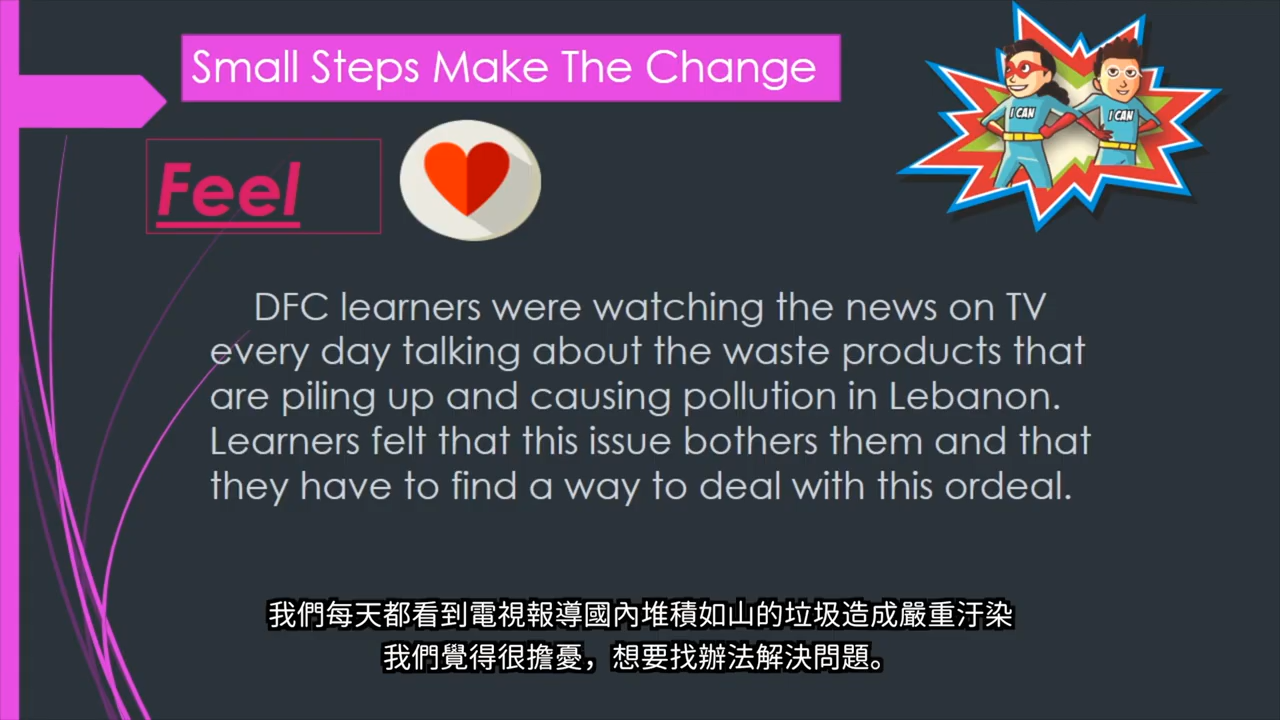 Small Steps Make The Change
I CAN
I CAN
Feel
DFC learners were watching the news on TV
every day talking about the waste products that
are piling up and causing pollution in Lebanon.
Learners felt that this issue bothers them and that
they have to find a way to deal with this ordeal.
我們每天都看到電視報導國內堆積如山的垃圾造成嚴重汙染
我們覺得很擔憂，想要找辦法解決問題。